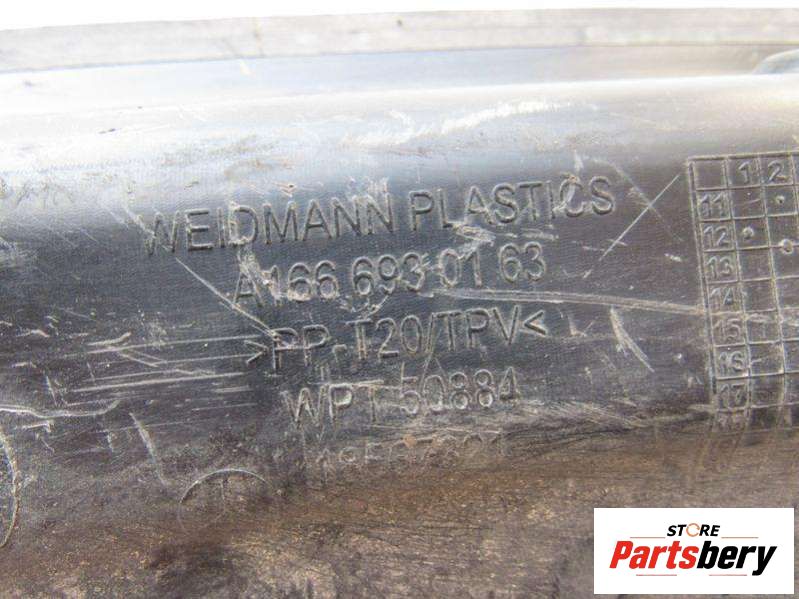 WEIDMANN PLASTICS
A166 693 01 63
>PP-T20/TPV<
WPT 50884
1 2
11
12
13
14
15
16
17
STORE
Partsbery